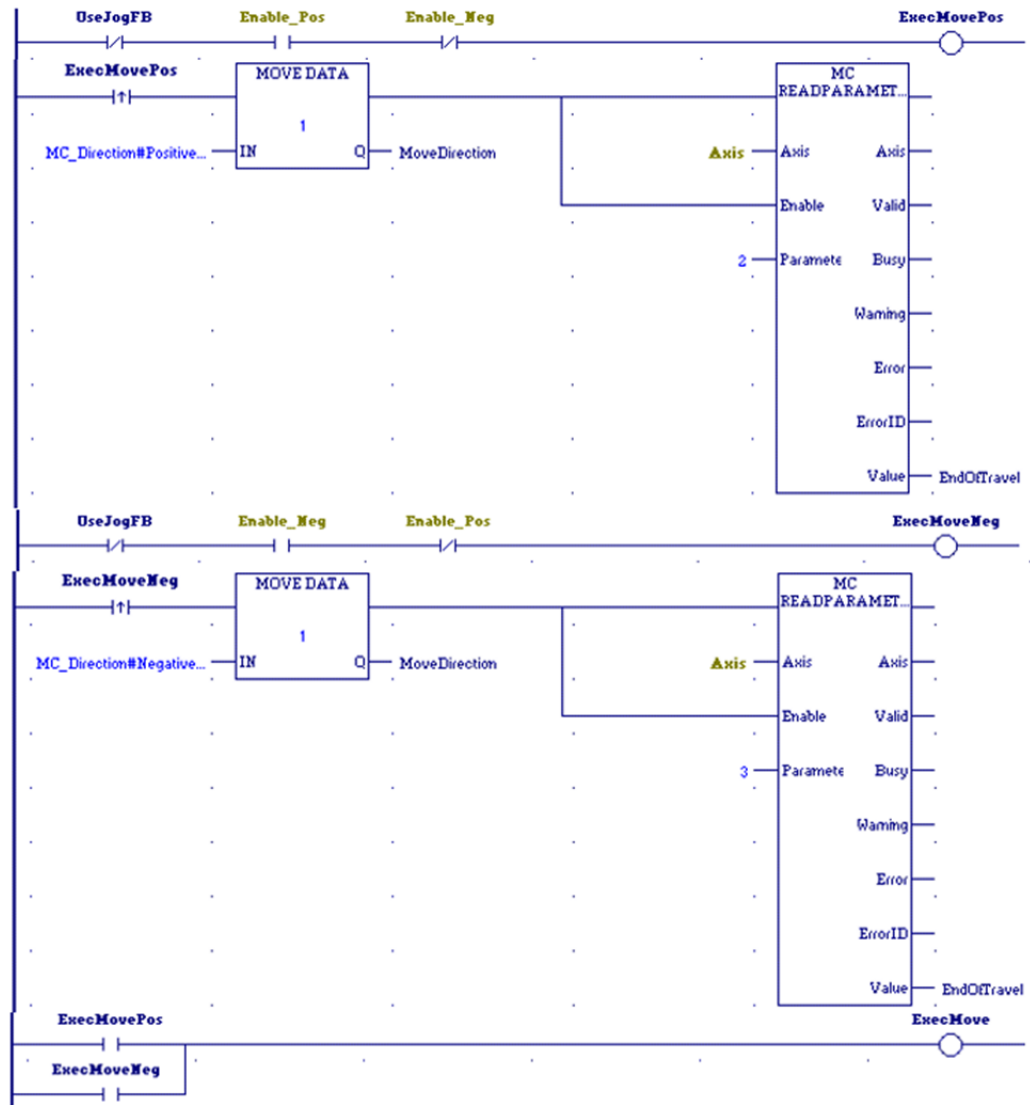 UseJogFB Enable_Pos Enable_Neg ExecMovePos
ExecMovePos MOVE DATA MC
READPARAMET...
1
MC_Direction#Positive... IN Q MoveDirection Axis Axis Axis
Enable Valid
2 Paramete Busy
Warning
Error
ErrorID
Value EndOfTravel
UseJogFB Enable_Neg Enable_Pos ExecMoveNeg
ExecMoveNeg MOVE DATA MC
READPARAMET...
1
MC_Direction#Negative... IN Q MoveDirection Axis Axis Axis
Enable Valid
3 Paramete Busy
Warning
Error
ErrorID
Value EndOfTravel
ExecMovePos ExecMove
ExecMoveNeg